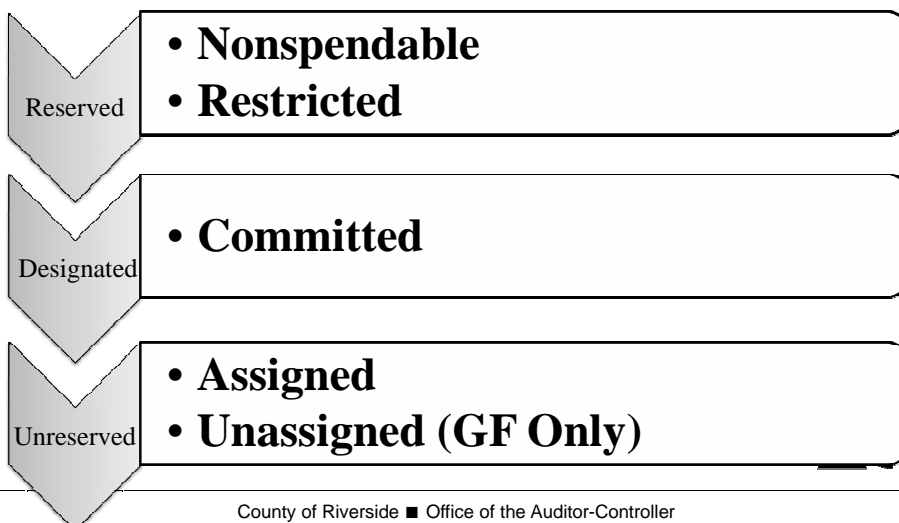 Reserved
• Nonspendable
• Restricted
Designated
• Committed
Unreserved
• Assigned
• Unassigned (GF Only)
County of Riverside ■ Office of the Auditor-Controller